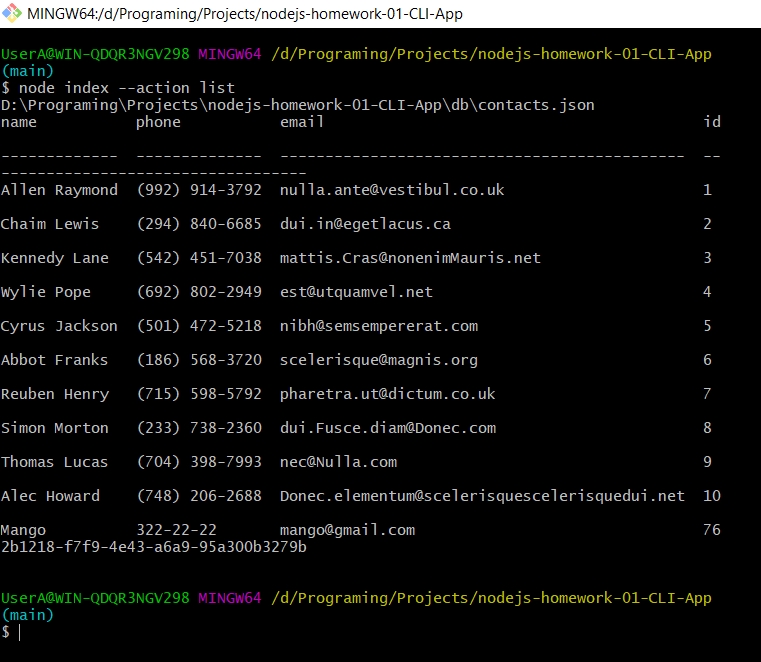 MINGW64:/d/Programing/Projects/nodejs-homework-01-CLI-App
UserA@WIN-QDQR3NGV298 MINGW64 /d/Programing/Projects/nodejs-homework-01-CLI-App
(main)
$ node index --action list
D:\Programing\Projects\nodejs-homework-01-CLI-App\db\contacts.json
name           phone           email                                          id
-------------  --------------  ---------------------------------------------  --
----------------------------------
Allen Raymond  (992) 914-3792  nulla.ante@vestibul.co.uk                      1
Chaim Lewis    (294) 840-6685  dui.in@egetlacus.ca                            2
Kennedy Lane   (542) 451-7038  mattis.Cras@nonenimMauris.net                  3
Wylie Pope     (692) 802-2949  est@utquamvel.net                              4
Cyrus Jackson  (501) 472-5218  nibh@semsempererat.com                         5
Abbot Franks   (186) 568-3720  scelerisque@magnis.org                         6
Reuben Henry   (715) 598-5792  pharetra.ut@dictum.co.uk                       7
Simon Morton   (233) 738-2360  dui.Fusce.diam@Donec.com                       8
Thomas Lucas   (704) 398-7993  nec@Nulla.com                                  9
Alec Howard    (748) 206-2688  Donec.elementum@scelerisquescelerisquedui.net  10
Mango          322-22-22       mango@gmail.com                                76
2b1218-f7f9-4e43-a6a9-95a300b3279b
UserA@WIN-QDQR3NGV298 MINGW64 /d/Programing/Projects/nodejs-homework-01-CLI-App
(main)
$